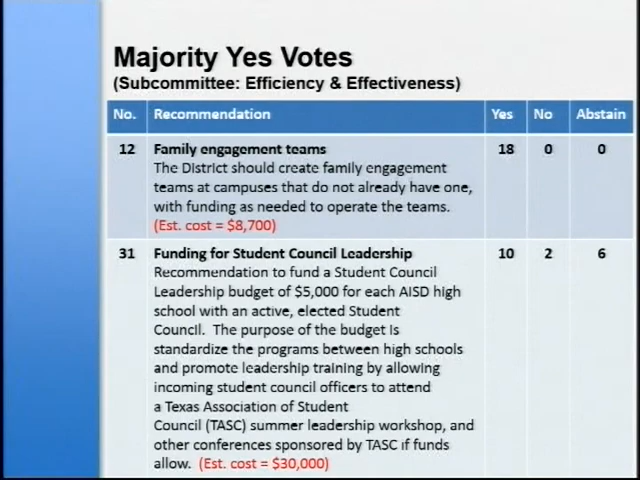 Majority Yes Votes
(Subcommittee: Efficiency & Effectiveness)
No. Recommendation Yes No Abstain
12 Family engagement teams 18 0 0
The District should create family engagement
teams at campuses that do not already have one,
with funding as needed to operate the teams.
(Est. cost = $8,700)
31 Funding for Student Council Leadership 10 2 6
Recommendation to fund a Student Council
Leadership budget of $5,000 for each AISD high
school with an active, elected Student
Council. The purpose of the budget is
standardize the programs between high schools
and promote leadership training by allowing
incoming student council officers to attend
a Texas Association of Student
Council (TASC) summer leadership workshop, and
other conferences sponsored by TASC if funds
allow. (Est. cost = $30,000)